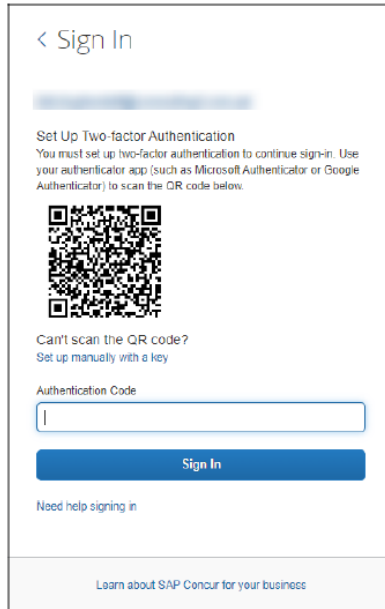 < Sign In
Set Up Two-factor Authentication
You must set up two-factor authentication to continue sign-in. Use
your authenticator app (such as Microsoft Authenticator or Google
Authenticator) to scan the QR code below.
Can't scan the QR code?
Set up manually with a key
Authentication Code
Sign In
Need help signing in
Learn about SAP Concur for your business